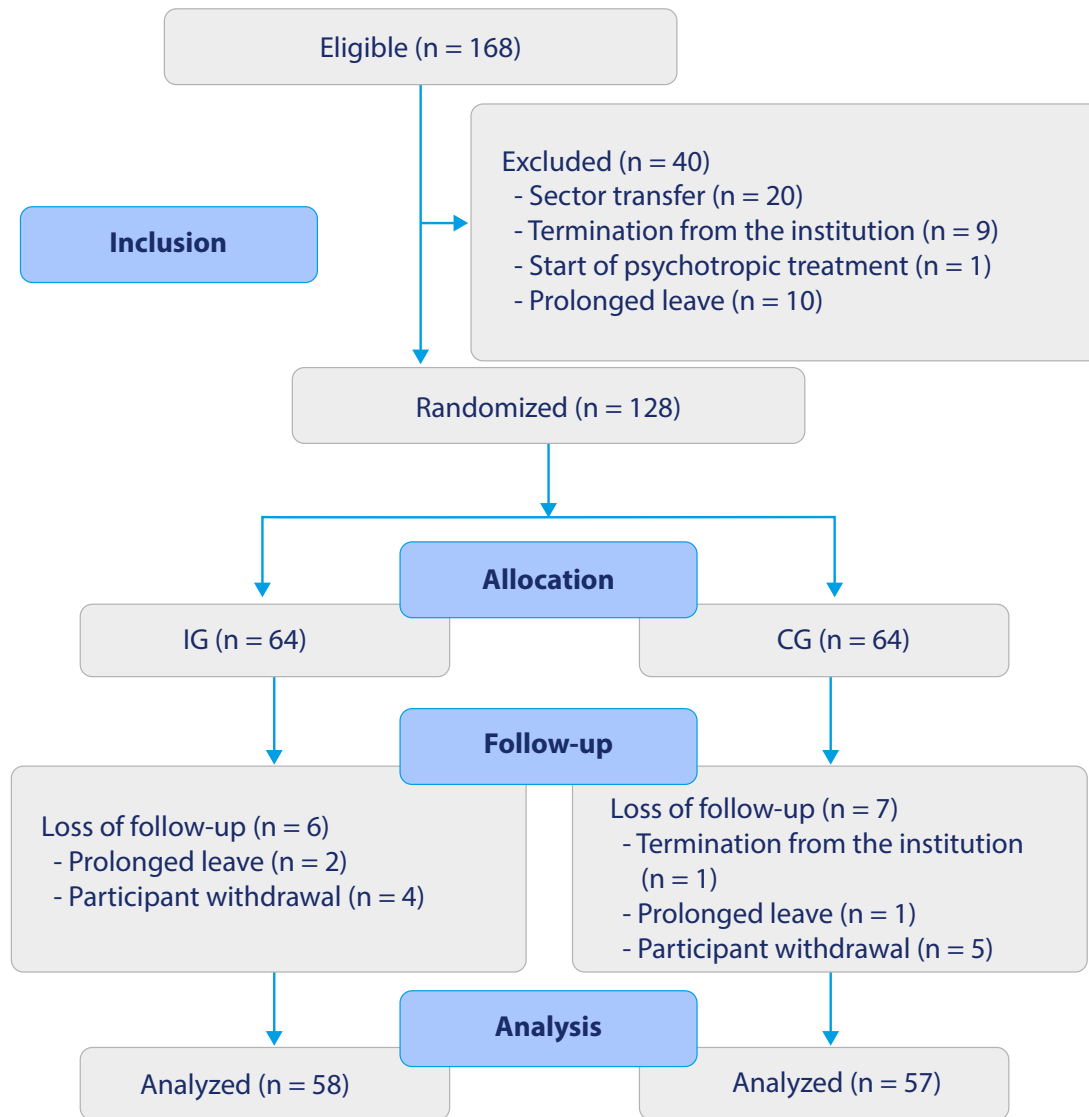 Eligible (n = 168)
Excluded (n = 40)
- Sector transfer (n = 20)
- Termination from the institution (n = 9)
- Start of psychotropic treatment (n = 1)
- Prolonged leave (n = 10)
Inclusion
Randomized (n = 128)
Allocation
IG (n = 64)
CG (n = 64)
Follow-up
Loss of follow-up (n = 6)
- Prolonged leave (n = 2)
- Participant withdrawal (n = 4)
Loss of follow-up (n = 7)
- Termination from the institution
(n = 1)
- Prolonged leave (n = 1)
- Participant withdrawal (n = 5)
Analysis
Analyzed (n = 58)
Analyzed (n = 57)